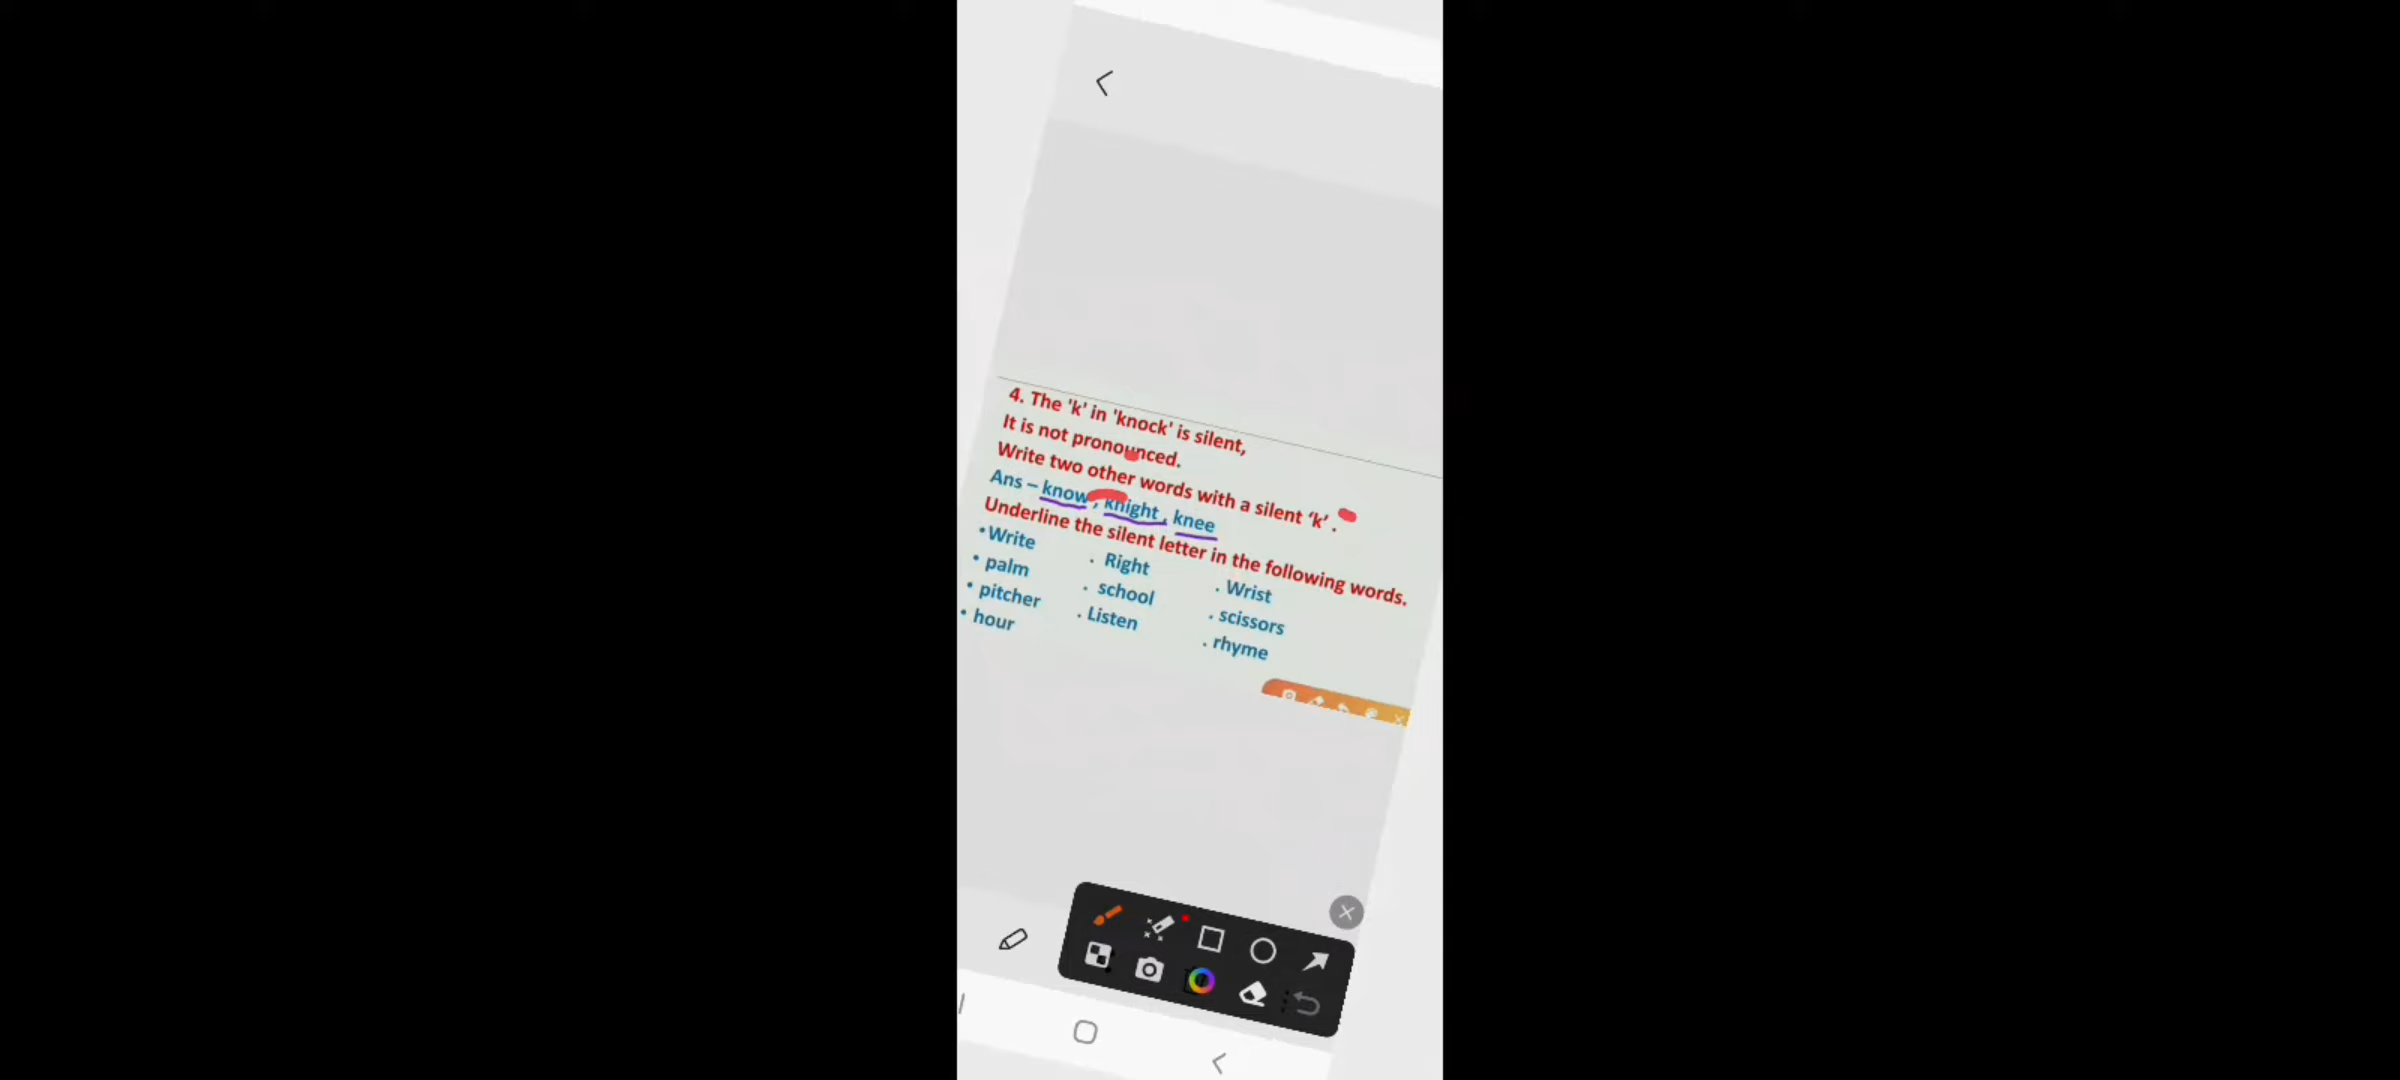 4. The 'k' in 'knock' is silent,
It is not pronounced.
Write two other words with a silent ‘k’ .
Ans – know , knight , knee
Underline the silent letter in the following words.
•Write . Right . Wrist
• palm . school . scissors
• pitcher . Listen . rhyme
• hour